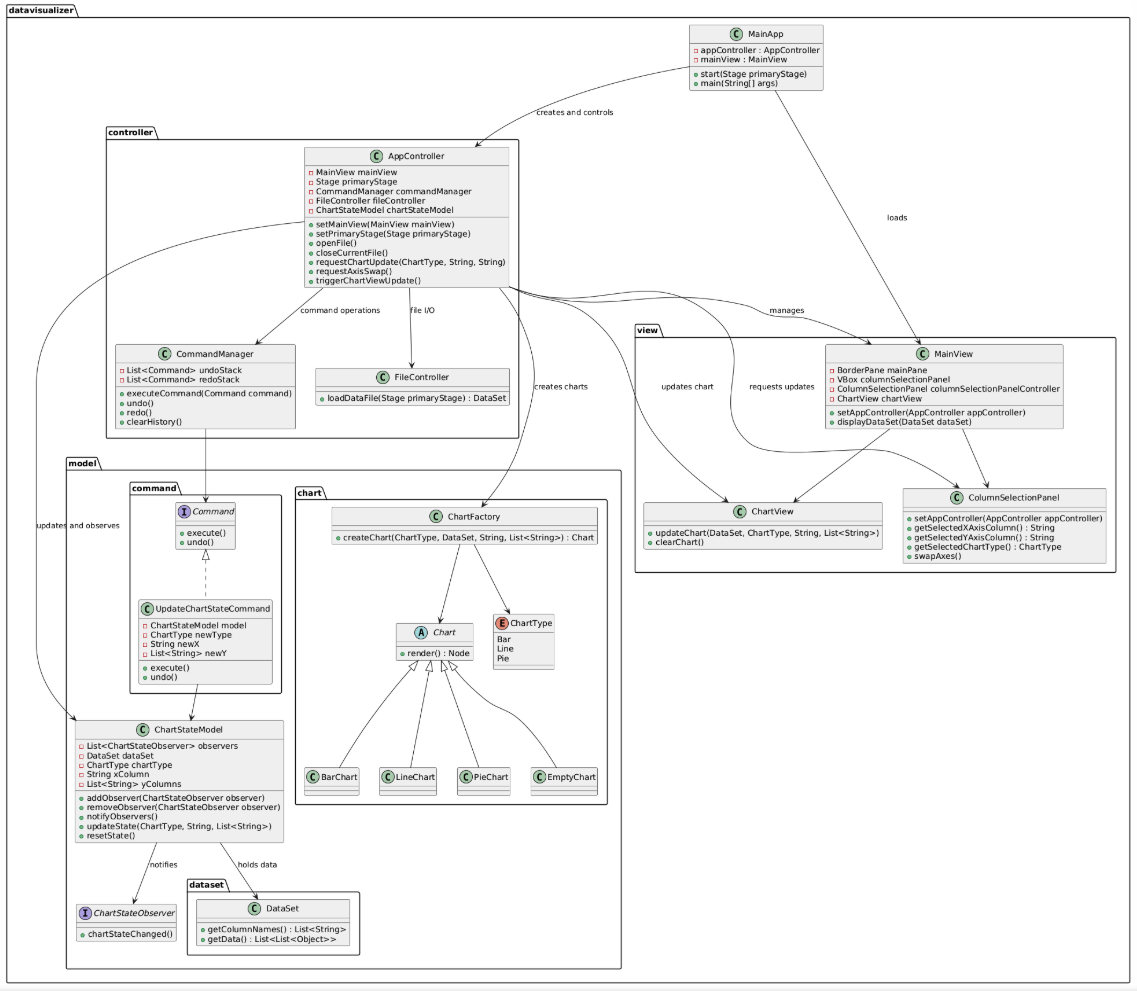 datavisualizer
C MainApp
appController : AppController
mainView : MainView
start(Stage primaryStage)
main(String[] args)
creates and controls
loads
controller
C AppController
MainView mainView
Stage primaryStage
CommandManager commandManager
FileController fileController
ChartStateModel chartStateModel
setMainView(MainView mainView)
setPrimaryStage(Stage primaryStage)
openFile()
closeCurrentFile()
requestChartUpdate(ChartType, String, String)
requestAxisSwap()
triggerChartViewUpdate()
command operations
file I/O
manages
creates charts
updates chart
requests updates
updates and observes
C CommandManager
List<Command> undoStack
List<Command> redoStack
executeCommand(Command command)
undo()
redo()
clearHistory()
C FileController
loadDataFile(Stage primaryStage) : DataSet
view
C MainView
BorderPane mainPane
VBox columnSelectionPanel
ColumnSelectionPanel columnSelectionPanelController
ChartView chartView
setAppController(AppController appController)
displayDataSet(DataSet dataSet)
C ChartView
updateChart(DataSet, ChartType, String, List<String>)
clearChart()
C ColumnSelectionPanel
setAppController(AppController appController)
getSelectedXAxisColumn() : String
getSelectedYAxisColumn() : String
getSelectedChartType() : ChartType
swapAxes()
model
command
I Command
execute()
undo()
C UpdateChartStateCommand
ChartStateModel model
ChartType newType
String newX
List<String> newY
execute()
undo()
chart
C ChartFactory
createChart(ChartType, DataSet, String, List<String>) : Chart
A Chart
render() : Node
E ChartType
Bar
Line
Pie
C BarChart
C LineChart
C PieChart
C EmptyChart
C ChartStateModel
List<ChartStateObserver> observers
DataSet dataSet
ChartType chartType
String xColumn
List<String> yColumns
addObserver(ChartStateObserver observer)
removeObserver(ChartStateObserver observer)
notifyObservers()
updateState(ChartType, String, List<String>)
resetState()
notifies
holds data
I ChartStateObserver
chartStateChanged()
dataset
C DataSet
getColumnNames() : List<String>
getData() : List<List<Object>>